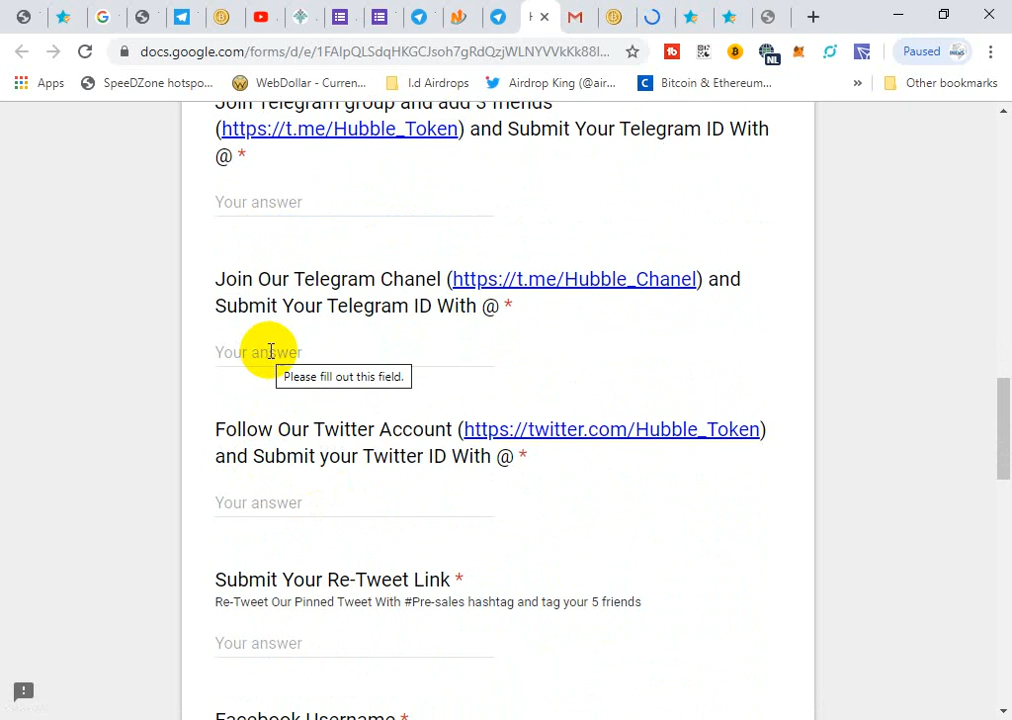 docs.google.com/forms/d/e/1FAIpQLSdqHKGCJsoh7gRdQzjWLNYVVkKk88l...
Paused
NL
Apps
SpeeDZone hotspo...
WebDollar - Curren...
I.d Airdrops
Airdrop King (@air...
Bitcoin & Ethereum...
»
Other bookmarks
Join Telegram group and add 3 friends
(https://t.me/Hubble_Token) and Submit Your Telegram ID With
@ *
Your answer
Join Our Telegram Chanel (https://t.me/Hubble_Chanel) and
Submit Your Telegram ID With @ *
Your answer
Please fill out this field.
Follow Our Twitter Account (https://twitter.com/Hubble_Token)
and Submit your Twitter ID With @ *
Your answer
Submit Your Re-Tweet Link *
Re-Tweet Our Pinned Tweet With #Pre-sales hashtag and tag your 5 friends
Your answer
Facebook Username *